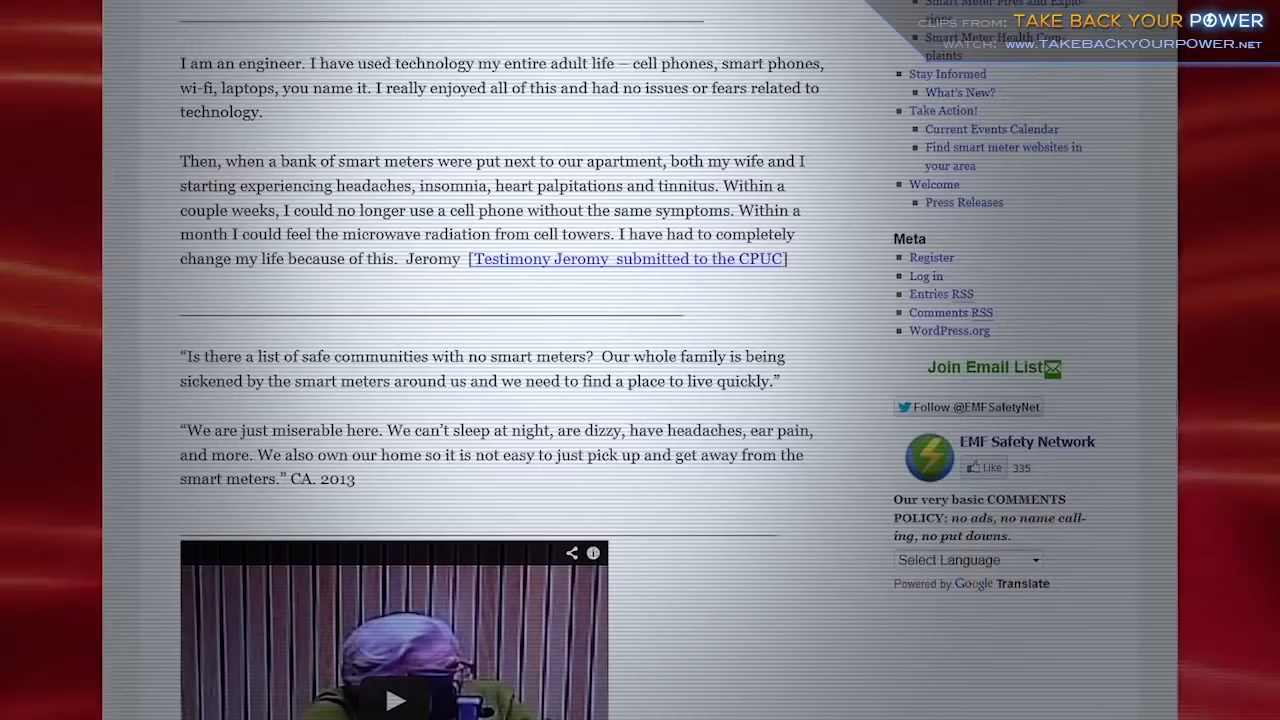 Smart Meter Fires and Explo-
sions
Smart Meter Health Com-
plaints
CLIPS FROM: TAKE BACK YOUR POWER
WATCH: WWW.TAKEBACKYOURPOWER.NET
I am an engineer. I have used technology my entire adult life – cell phones, smart phones,
wi-fi, laptops, you name it. I really enjoyed all of this and had no issues or fears related to
technology.
Then, when a bank of smart meters were put next to our apartment, both my wife and I
starting experiencing headaches, insomnia, heart palpitations and tinnitus. Within a
couple weeks, I could no longer use a cell phone without the same symptoms. Within a
month I could feel the microwave radiation from cell towers. I have had to completely
change my life because of this. Jeromy [Testimony Jeromy submitted to the CPUC]
“Is there a list of safe communities with no smart meters? Our whole family is being
sickened by the smart meters around us and we need to find a place to live quickly.”
“We are just miserable here. We can’t sleep at night, are dizzy, have headaches, ear pain,
and more. We also own our home so it is not easy to just pick up and get away from the
smart meters.” CA. 2013
Stay Informed
What's New?
Take Action!
Current Events Calendar
Find smart meter websites in
your area
Welcome
Press Releases
Meta
Register
Log in
Entries RSS
Comments RSS
WordPress.org
Join Email List
Follow @EMFSafetyNet
EMF Safety Network
Like 335
Our very basic COMMENTS
POLICY: no ads, no name call-
ing, no put downs.
Select Language
Powered by Google Translate